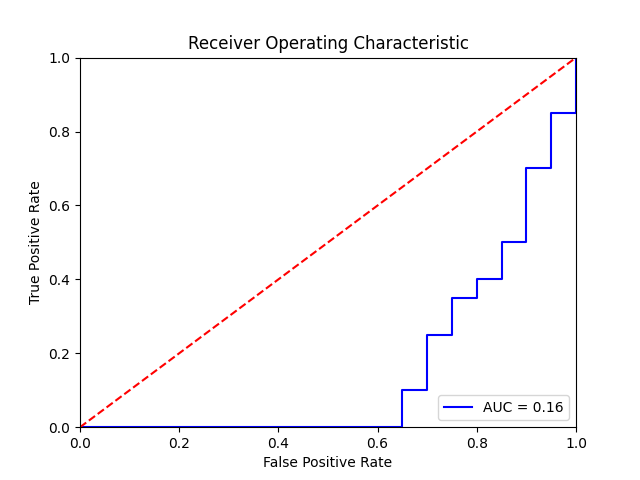 Receiver Operating Characteristic
True Positive Rate
1.0
0.8
0.6
0.4
0.2
0.0
AUC = 0.16
0.0 0.2 0.4 0.6 0.8 1.0
False Positive Rate